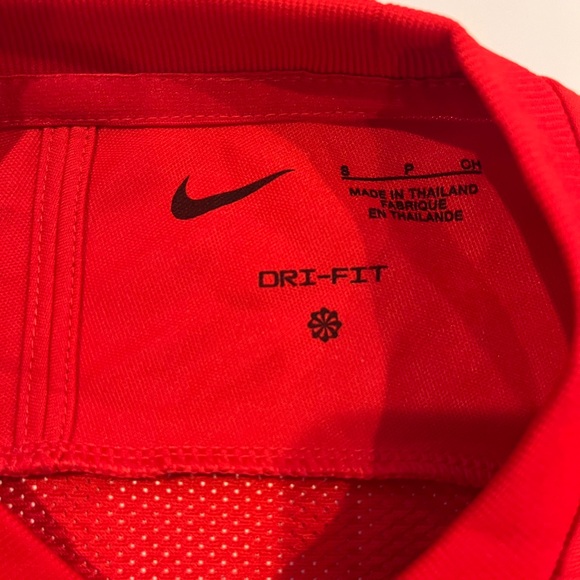 S P CH
MADE IN THAILAND
FABRIQUE
EN THAILANDE
DRI-FIT